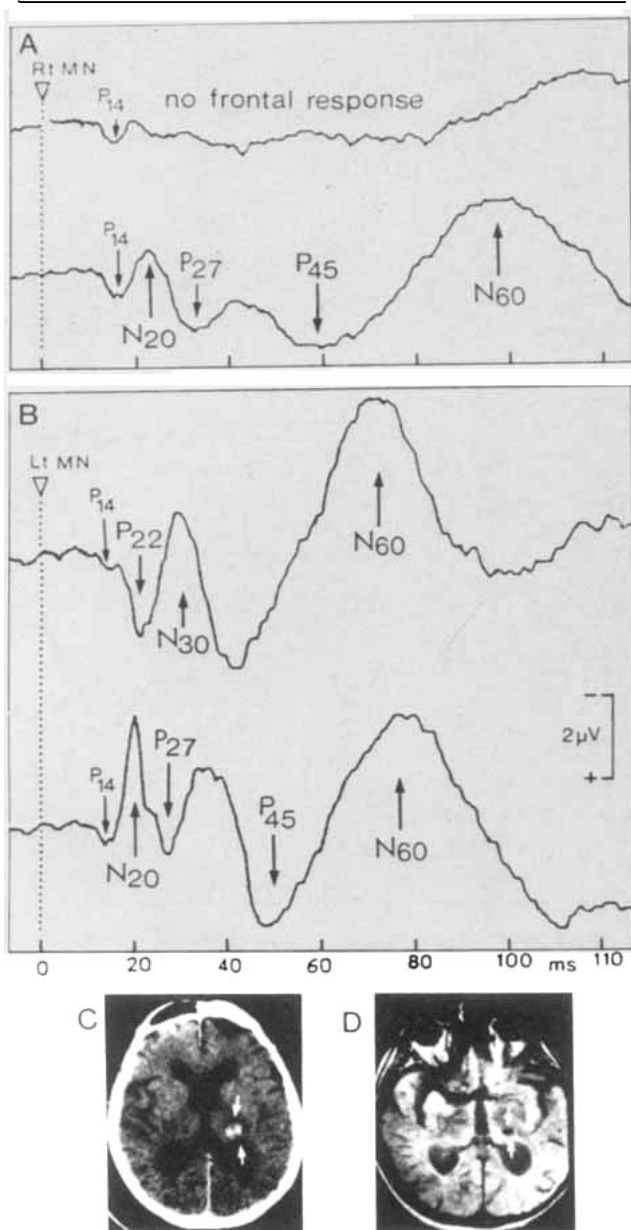 A
Rt MN
P14
no frontal response
P14
N20
P27
P45
N60
B
Lt MN
P14
P22
N30
N60
P14
N20
P27
P45
N60
−
2μV
+
0 20 40 60 80 100 ms 110
C
D